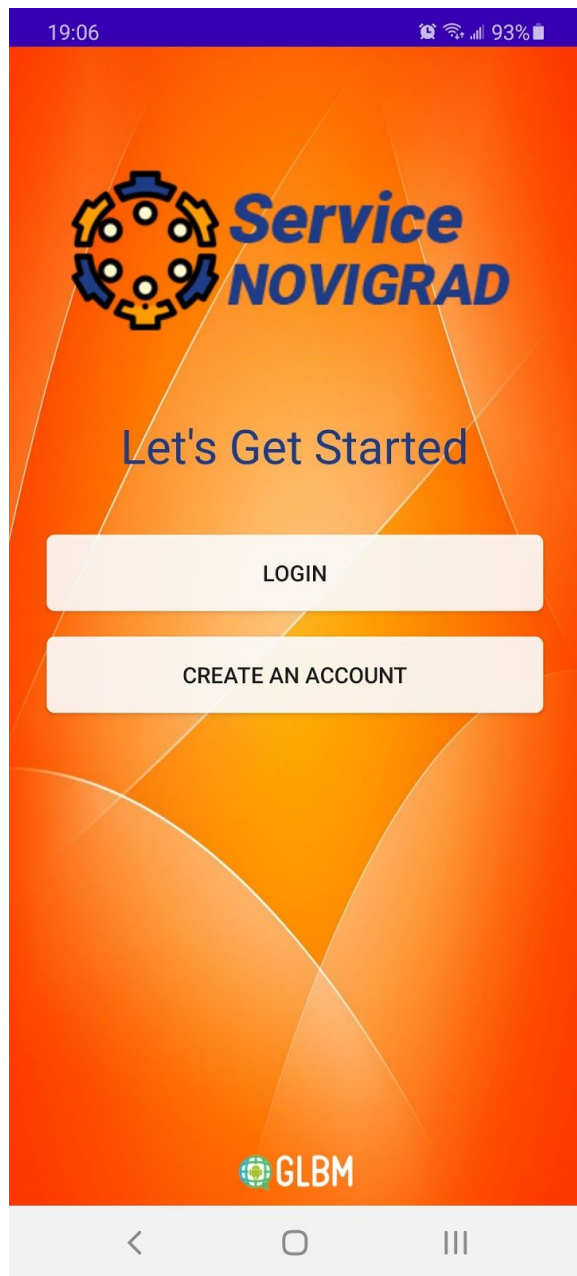 19:06 93%
Service
NOVIGRAD
Let's Get Started
LOGIN
CREATE AN ACCOUNT
GLBM